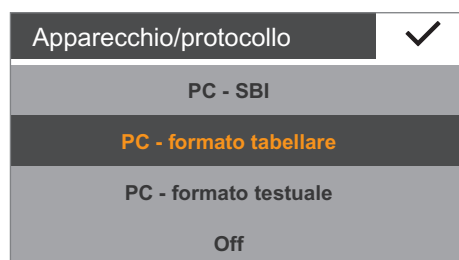 Apparecchio/protocollo
PC - SBI
PC - formato tabellare
PC - formato testuale
Off